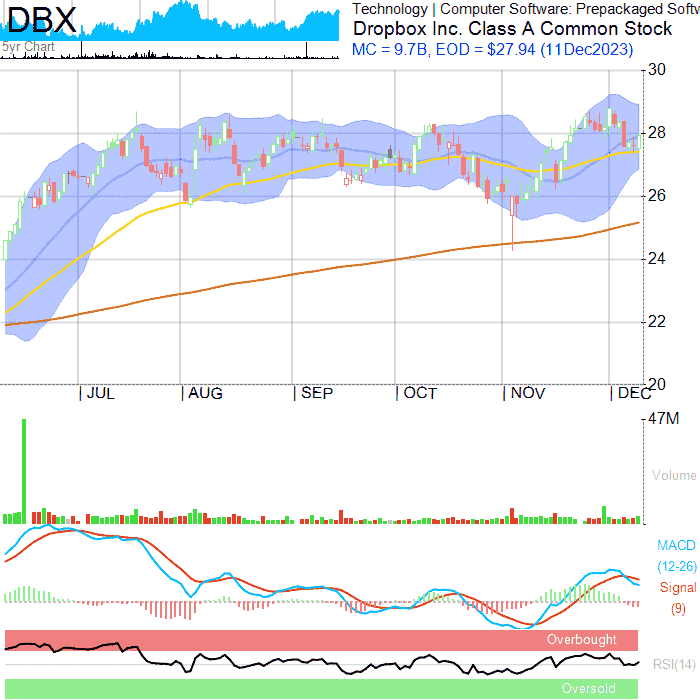 DBX
Technology | Computer Software: Prepackaged Softw
Dropbox Inc. Class A Common Stock
5yr Chart
MC = 9.7B, EOD = $27.94 (11Dec2023)
30
28
26
24
22
20
| JUL | AUG | SEP | OCT | NOV | DEC
47M
Volume
MACD
(12-26)
Signal
(9)
Overbought
RSI(14)
Oversold